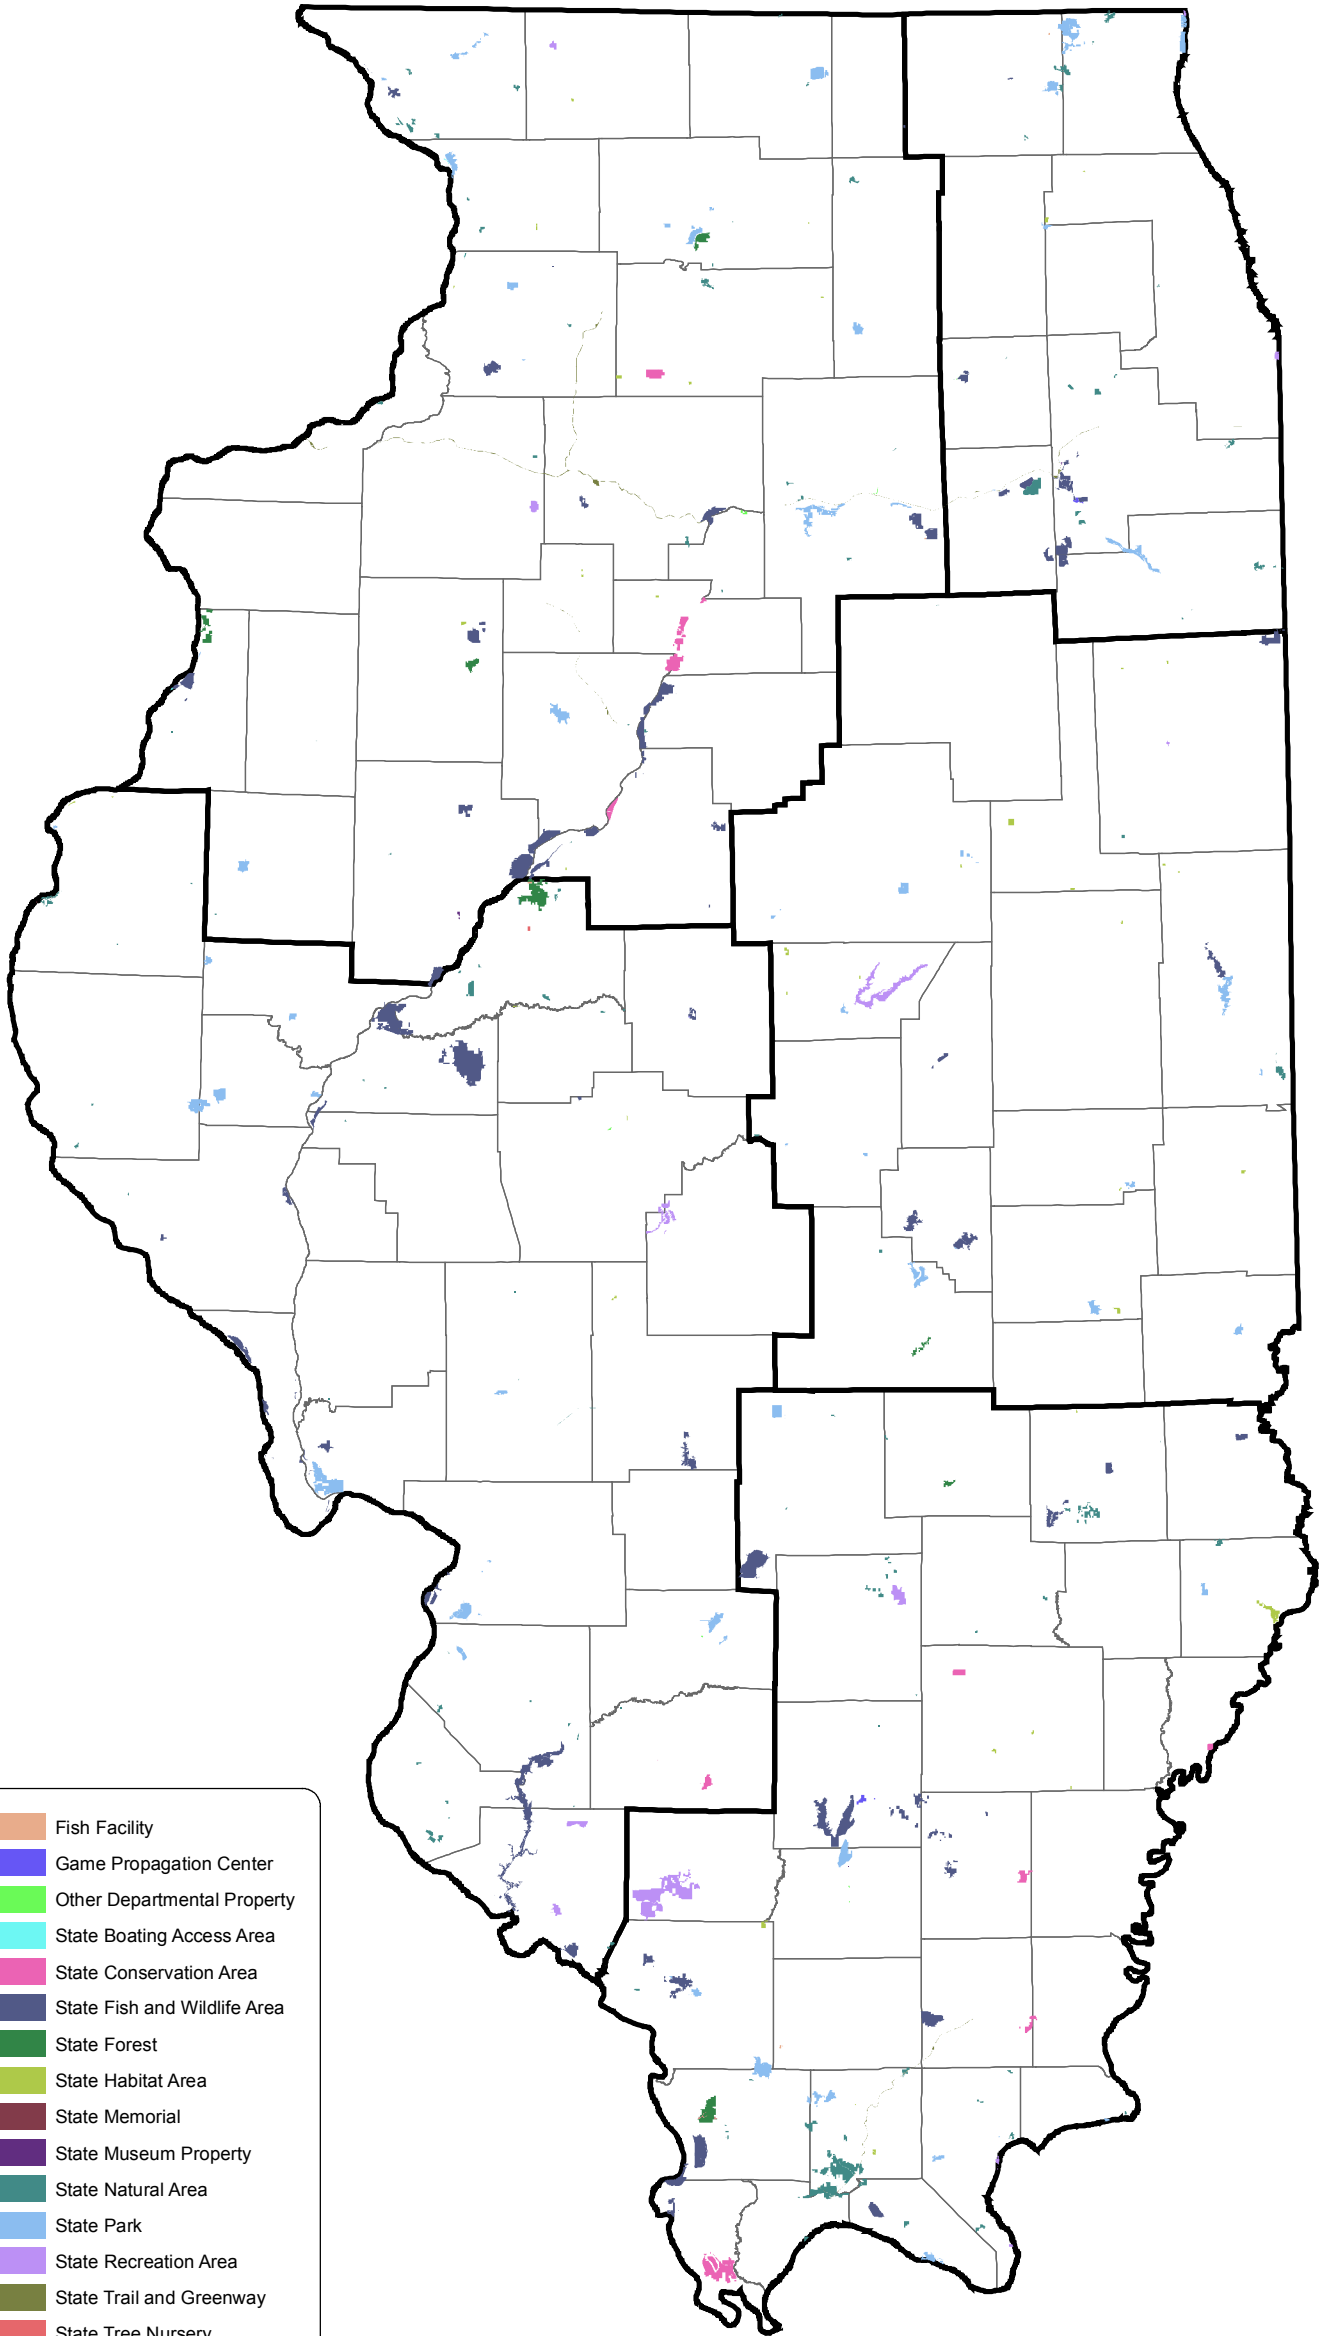 Fish Facility
Game Propagation Center
Other Departmental Property
State Boating Access Area
State Conservation Area
State Fish and Wildlife Area
State Forest
State Habitat Area
State Memorial
State Museum Property
State Natural Area
State Park
State Recreation Area
State Trail and Greenway
State Tree Nursery